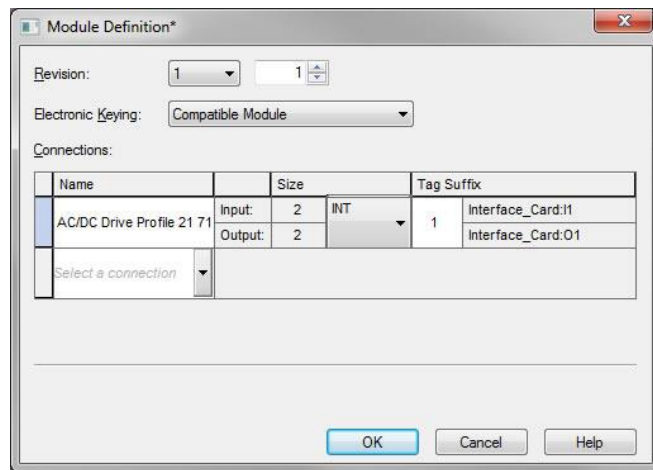 Module Definition*
Revision: 1 1
Electronic Keying: Compatible Module
Connections:
Name Size Tag Suffix
AC/DC Drive Profile 21 71 Input: 2 INT 1 Interface_Card:I1
Output: 2 Interface_Card:O1
Select a connection
OK Cancel Help